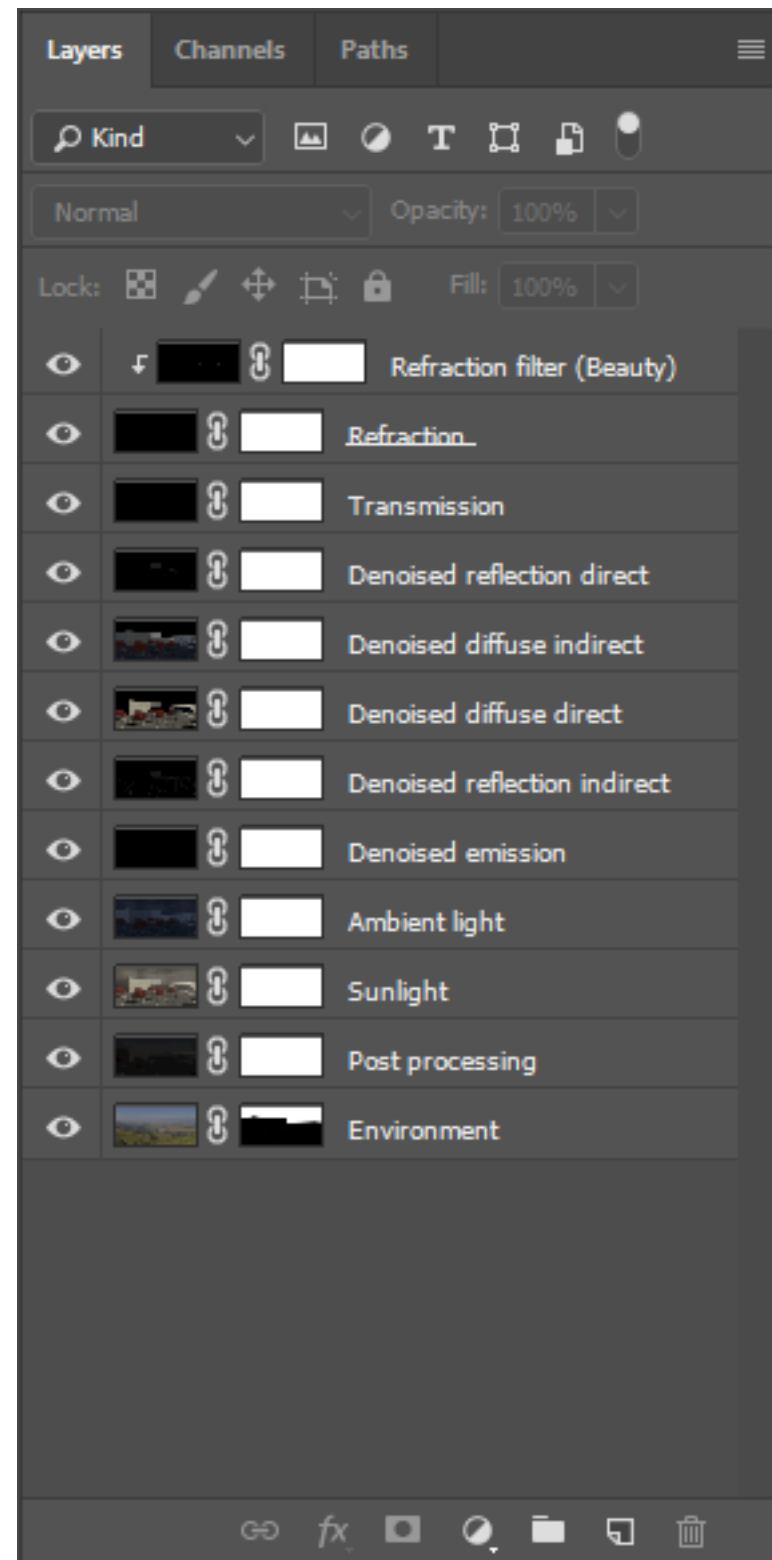 Layers Channels Paths
Kind T
Normal Opacity: 100%
Lock: Fill: 100%
Refraction filter (Beauty)
Refraction
Transmission
Denoised reflection direct
Denoised diffuse indirect
Denoised diffuse direct
Denoised reflection indirect
Denoised emission
Ambient light
Sunlight
Post processing
Environment
fx